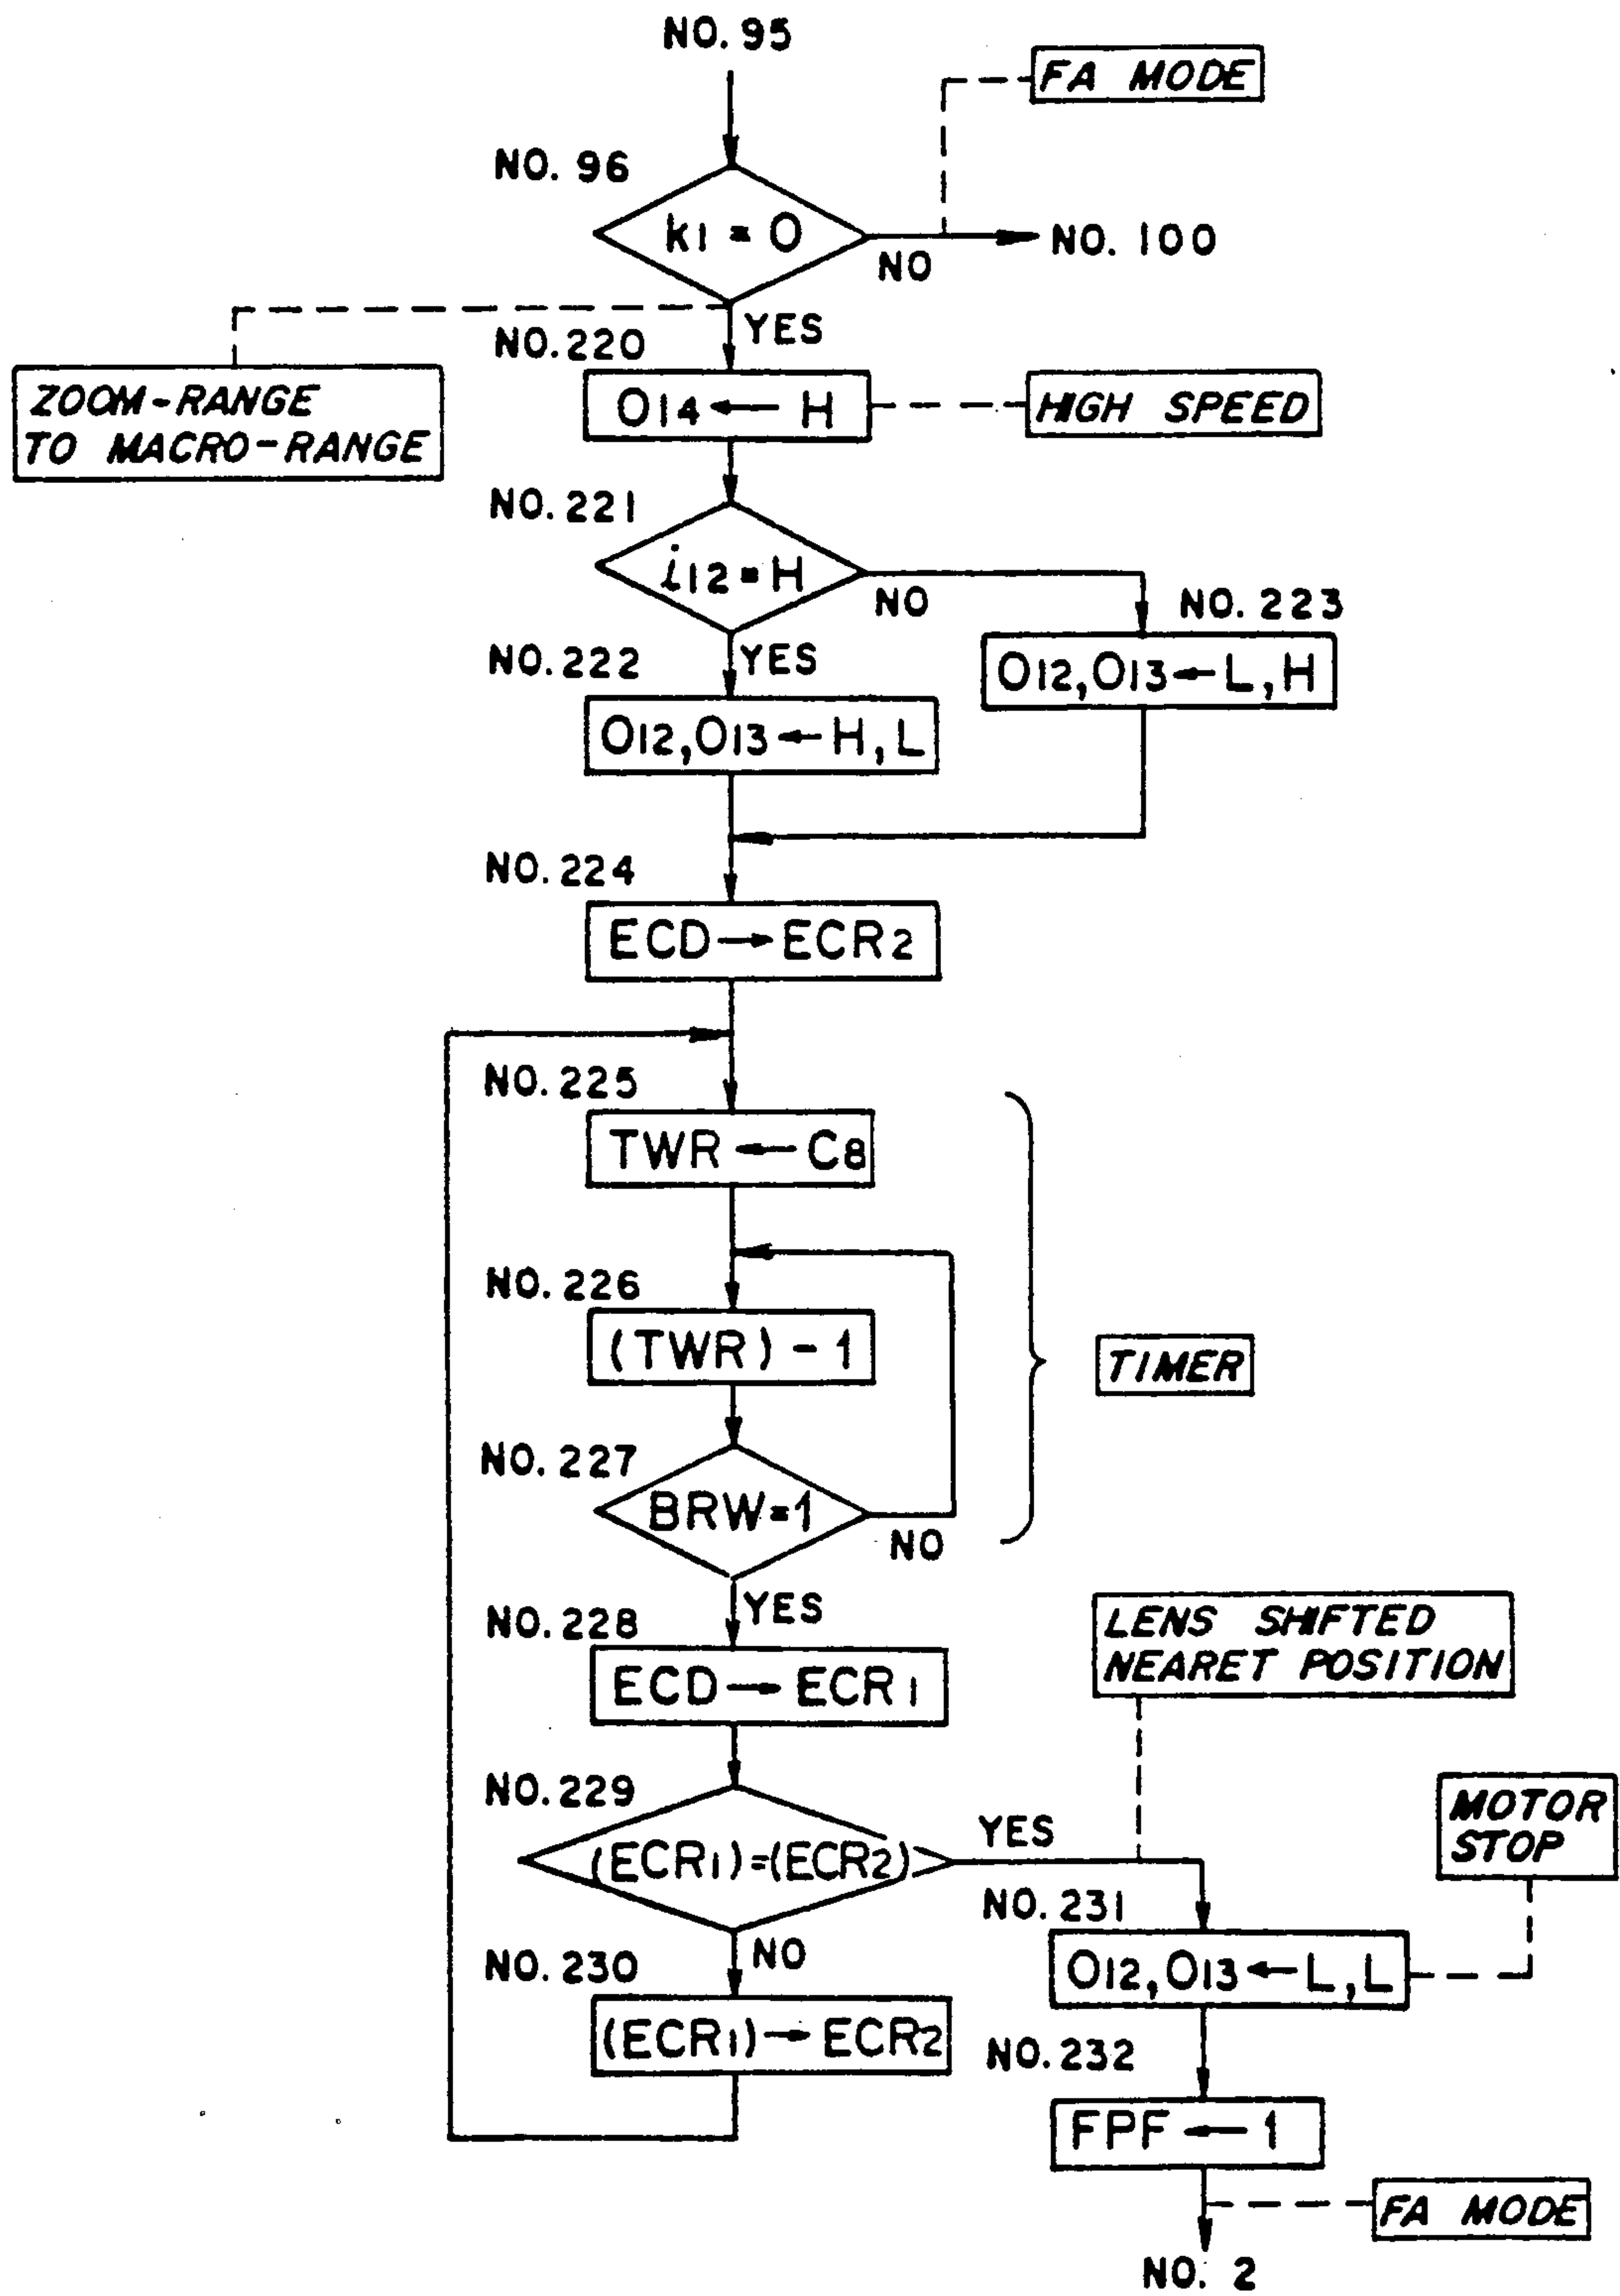 NO. 95
FA MODE
NO. 96
k1 = 0
NO
NO. 100
YES
NO. 220
ZOOM-RANGE
TO MACRO-RANGE
O14 ← H
HIGH SPEED
NO. 221
i12 = H
NO
NO. 223
NO. 222
YES
O12, O13 ← L, H
O12, O13 ← H, L
NO. 224
ECD → ECR2
NO. 225
TWR ← C8
NO. 226
(TWR) - 1
TIMER
NO. 227
BRW = 1
NO
YES
NO. 228
LENS SHIFTED
NEARET POSITION
ECD → ECR1
NO. 229
(ECR1) = (ECR2)
YES
MOTOR
STOP
NO. 231
O12, O13 ← L, L
NO
NO. 230
(ECR1) → ECR2
NO. 232
FPF ← 1
FA MODE
NO. 2